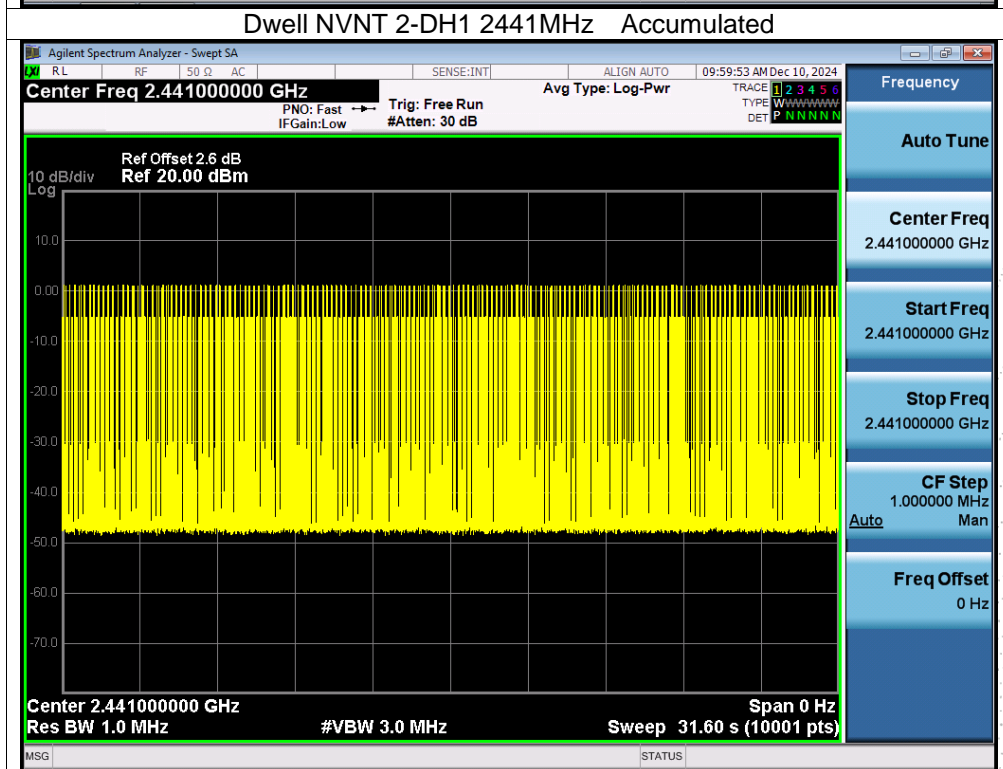 Dwell NVNT 2-DH1 2441MHz Accumulated
Agilent Spectrum Analyzer - Swept SA
LXI RL RF 50 Ω AC SENSE:INT ALIGN AUTO 09:59:53 AM Dec 10, 2024
Center Freq 2.441000000 GHz
PNO: Fast
IFGain:Low
Trig: Free Run
#Atten: 30 dB
Avg Type: Log-Pwr
TRACE 1 2 3 4 5 6
TYPE WWWWWWW
DET P N N N N N
Ref Offset 2.6 dB
10 dB/div Ref 20.00 dBm
Log
10.0
0.00
-10.0
-20.0
-30.0
-40.0
-50.0
-60.0
-70.0
Center 2.441000000 GHz Span 0 Hz
Res BW 1.0 MHz #VBW 3.0 MHz Sweep 31.60 s (10001 pts)
MSG STATUS
Frequency
Auto Tune
Center Freq
2.441000000 GHz
Start Freq
2.441000000 GHz
Stop Freq
2.441000000 GHz
CF Step
1.000000 MHz
Auto Man
Freq Offset
0 Hz